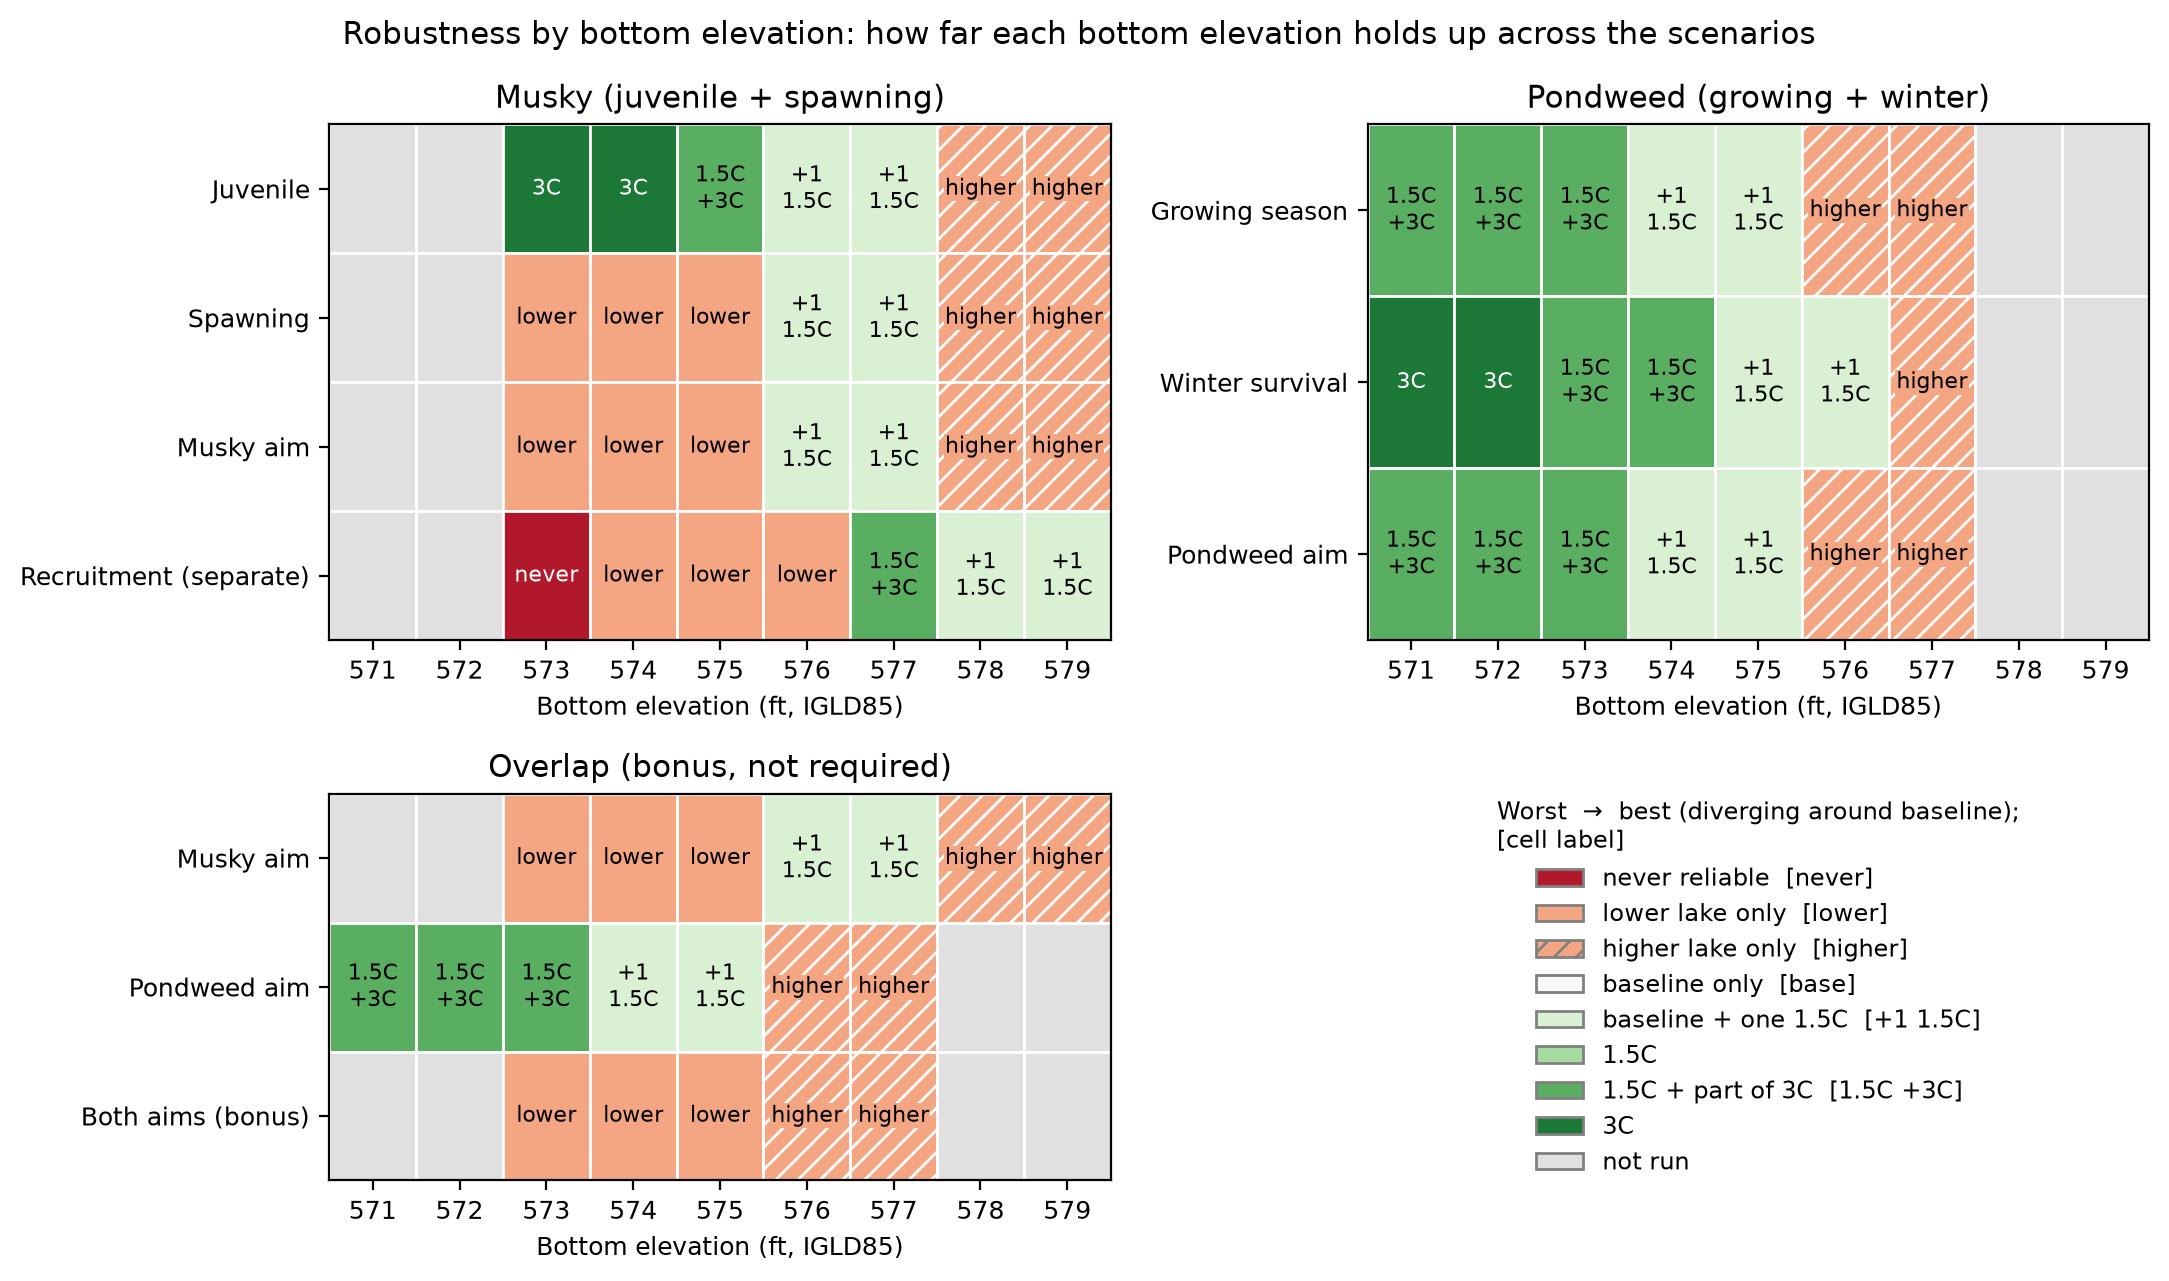 Robustness by bottom elevation: how far each bottom elevation holds up across the scenarios
Musky (juvenile + spawning)
Juvenile
3C
3C
1.5C
+3C
+1
1.5C
+1
1.5C
higher
higher
Spawning
lower
lower
lower
+1
1.5C
+1
1.5C
higher
higher
Musky aim
lower
lower
lower
+1
1.5C
+1
1.5C
higher
higher
Recruitment (separate)
never
lower
lower
lower
1.5C
+3C
+1
1.5C
+1
1.5C
571 572 573 574 575 576 577 578 579
Bottom elevation (ft, IGLD85)
Pondweed (growing + winter)
Growing season
1.5C
+3C
1.5C
+3C
1.5C
+3C
+1
1.5C
+1
1.5C
higher
higher
Winter survival
3C
3C
1.5C
+3C
1.5C
+3C
+1
1.5C
+1
1.5C
higher
Pondweed aim
1.5C
+3C
1.5C
+3C
1.5C
+3C
+1
1.5C
+1
1.5C
higher
higher
571 572 573 574 575 576 577 578 579
Bottom elevation (ft, IGLD85)
Overlap (bonus, not required)
Musky aim
lower
lower
lower
+1
1.5C
+1
1.5C
higher
higher
Pondweed aim
1.5C
+3C
1.5C
+3C
1.5C
+3C
+1
1.5C
+1
1.5C
higher
higher
Both aims (bonus)
lower
lower
lower
higher
higher
571 572 573 574 575 576 577 578 579
Bottom elevation (ft, IGLD85)
Worst → best (diverging around baseline);
[cell label]
never reliable [never]
lower lake only [lower]
higher lake only [higher]
baseline only [base]
baseline + one 1.5C [+1 1.5C]
1.5C
1.5C + part of 3C [1.5C +3C]
3C
not run